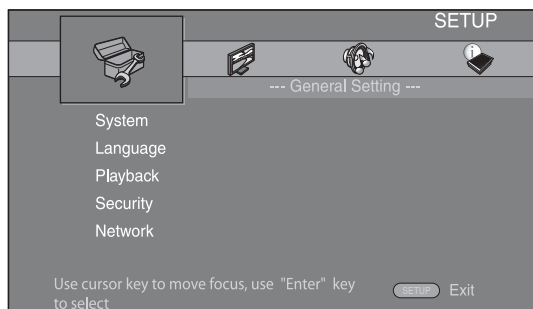 SETUP
--- General Setting ---
System
Language
Playback
Security
Network
Use cursor key to move focus, use "Enter" key
to select
SETUP Exit